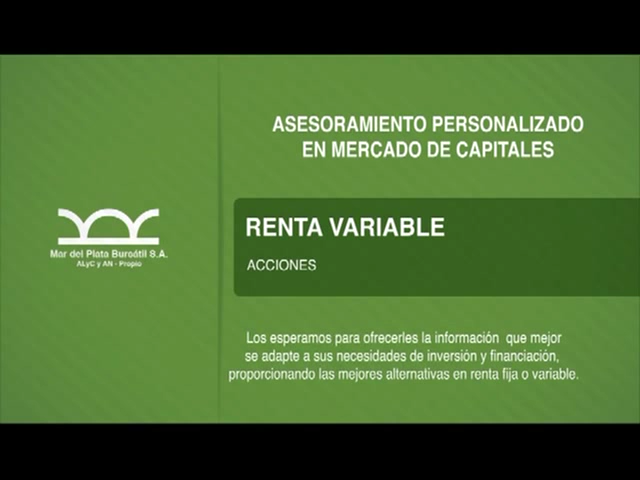 ASESORAMIENTO PERSONALIZADO
EN MERCADO DE CAPITALES
RENTA VARIABLE
ACCIONES
Mar del Plata Bursátil S.A.
ALyC y AN - Propio
Los esperamos para ofrecerles la información que mejor
se adapte a sus necesidades de inversión y financiación,
proporcionando las mejores alternativas en renta fija o variable.